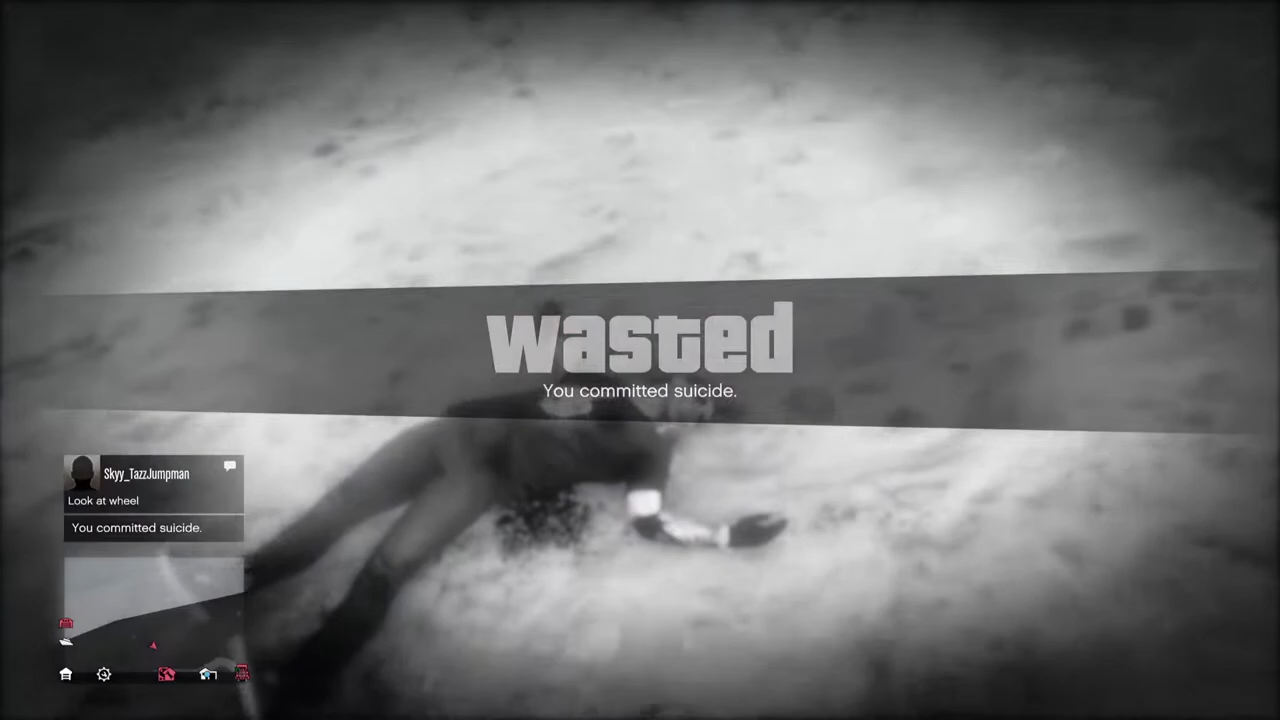 wasted
You committed suicide.
Skyy_TazzJumpman
Look at wheel
You committed suicide.